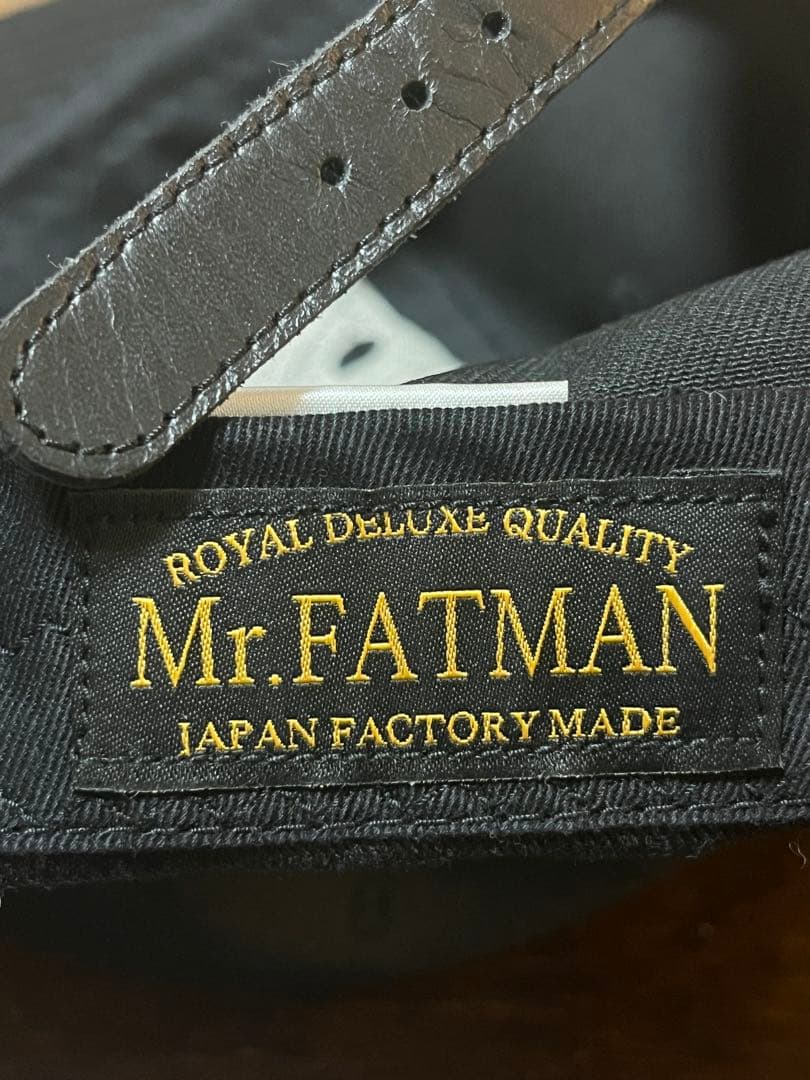 ROYAL DELUXE QUALITY
Mr.FATMAN
JAPAN FACTORY MADE